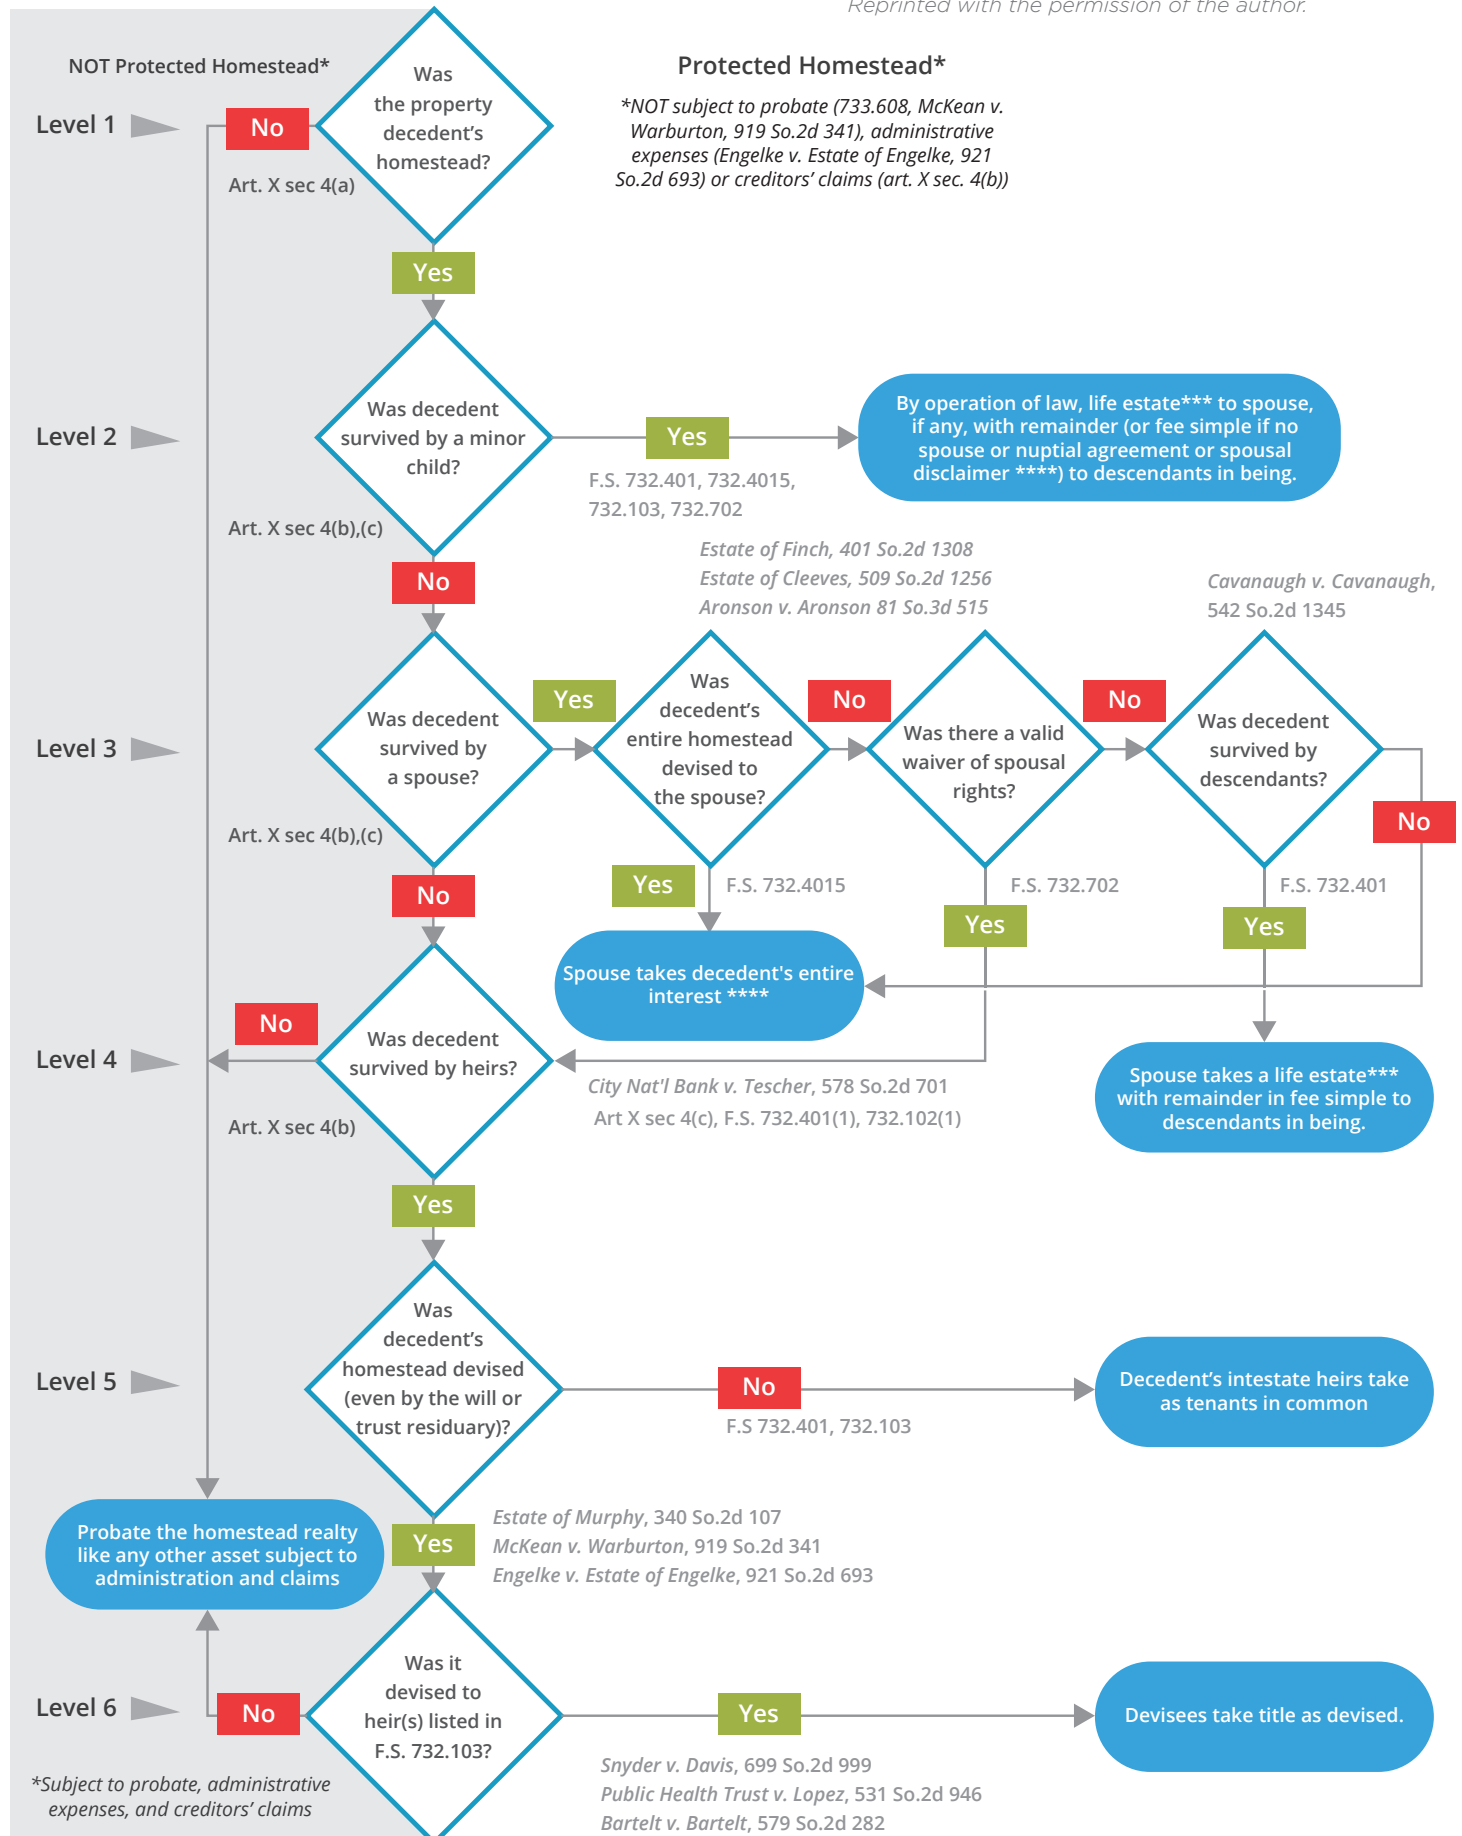 Reprinted with the permission of the author.
NOT Protected Homestead*
Protected Homestead*
*NOT subject to probate (733.608, McKean v.
Warburton, 919 So.2d 341), administrative
expenses (Engelke v. Estate of Engelke, 921
So.2d 693) or creditors' claims (art. X sec. 4(b))
Level 1
No
Was
the property
decedent's
homestead?
Art. X sec 4(a)
Yes
Level 2
Was decedent
survived by a minor
child?
Yes
F.S. 732.401, 732.4015,
732.103, 732.702
By operation of law, life estate*** to spouse,
if any, with remainder (or fee simple if no
spouse or nuptial agreement or spousal
disclaimer ****) to descendants in being.
Art. X sec 4(b),(c)
No
Estate of Finch, 401 So.2d 1308
Estate of Cleeves, 509 So.2d 1256
Aronson v. Aronson 81 So.3d 515
Cavanaugh v. Cavanaugh,
542 So.2d 1345
Level 3
Was decedent
survived by
a spouse?
Yes
Was
decedent's
entire homestead
devised to
the spouse?
No
Was there a valid
waiver of spousal
rights?
No
Was decedent
survived by
descendants?
No
Art. X sec 4(b),(c)
No
Yes
F.S. 732.4015
F.S. 732.702
Yes
F.S. 732.401
Yes
Spouse takes decedent's entire
interest ****
Level 4
No
Was decedent
survived by heirs?
City Nat'l Bank v. Tescher, 578 So.2d 701
Art X sec 4(c), F.S. 732.401(1), 732.102(1)
Spouse takes a life estate***
with remainder in fee simple to
descendants in being.
Art. X sec 4(b)
Yes
Level 5
Was
decedent's
homestead devised
(even by the will or
trust residuary)?
No
F.S 732.401, 732.103
Decedent's intestate heirs take
as tenants in common
Probate the homestead realty
like any other asset subject to
administration and claims
Yes
Estate of Murphy, 340 So.2d 107
McKean v. Warburton, 919 So.2d 341
Engelke v. Estate of Engelke, 921 So.2d 693
Level 6
No
Was it
devised to
heir(s) listed in
F.S. 732.103?
Yes
Devisees take title as devised.
Snyder v. Davis, 699 So.2d 999
Public Health Trust v. Lopez, 531 So.2d 946
Bartelt v. Bartelt, 579 So.2d 282
*Subject to probate, administrative
expenses, and creditors' claims